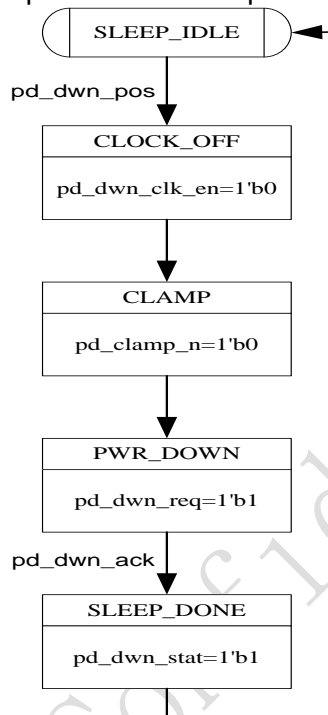 SLEEP_IDLE
pd_dwn_pos
CLOCK_OFF
pd_dwn_clk_en=1'b0
CLAMP
pd_clamp_n=1'b0
PWR_DOWN
pd_dwn_req=1'b1
pd_dwn_ack
SLEEP_DONE
pd_dwn_stat=1'b1